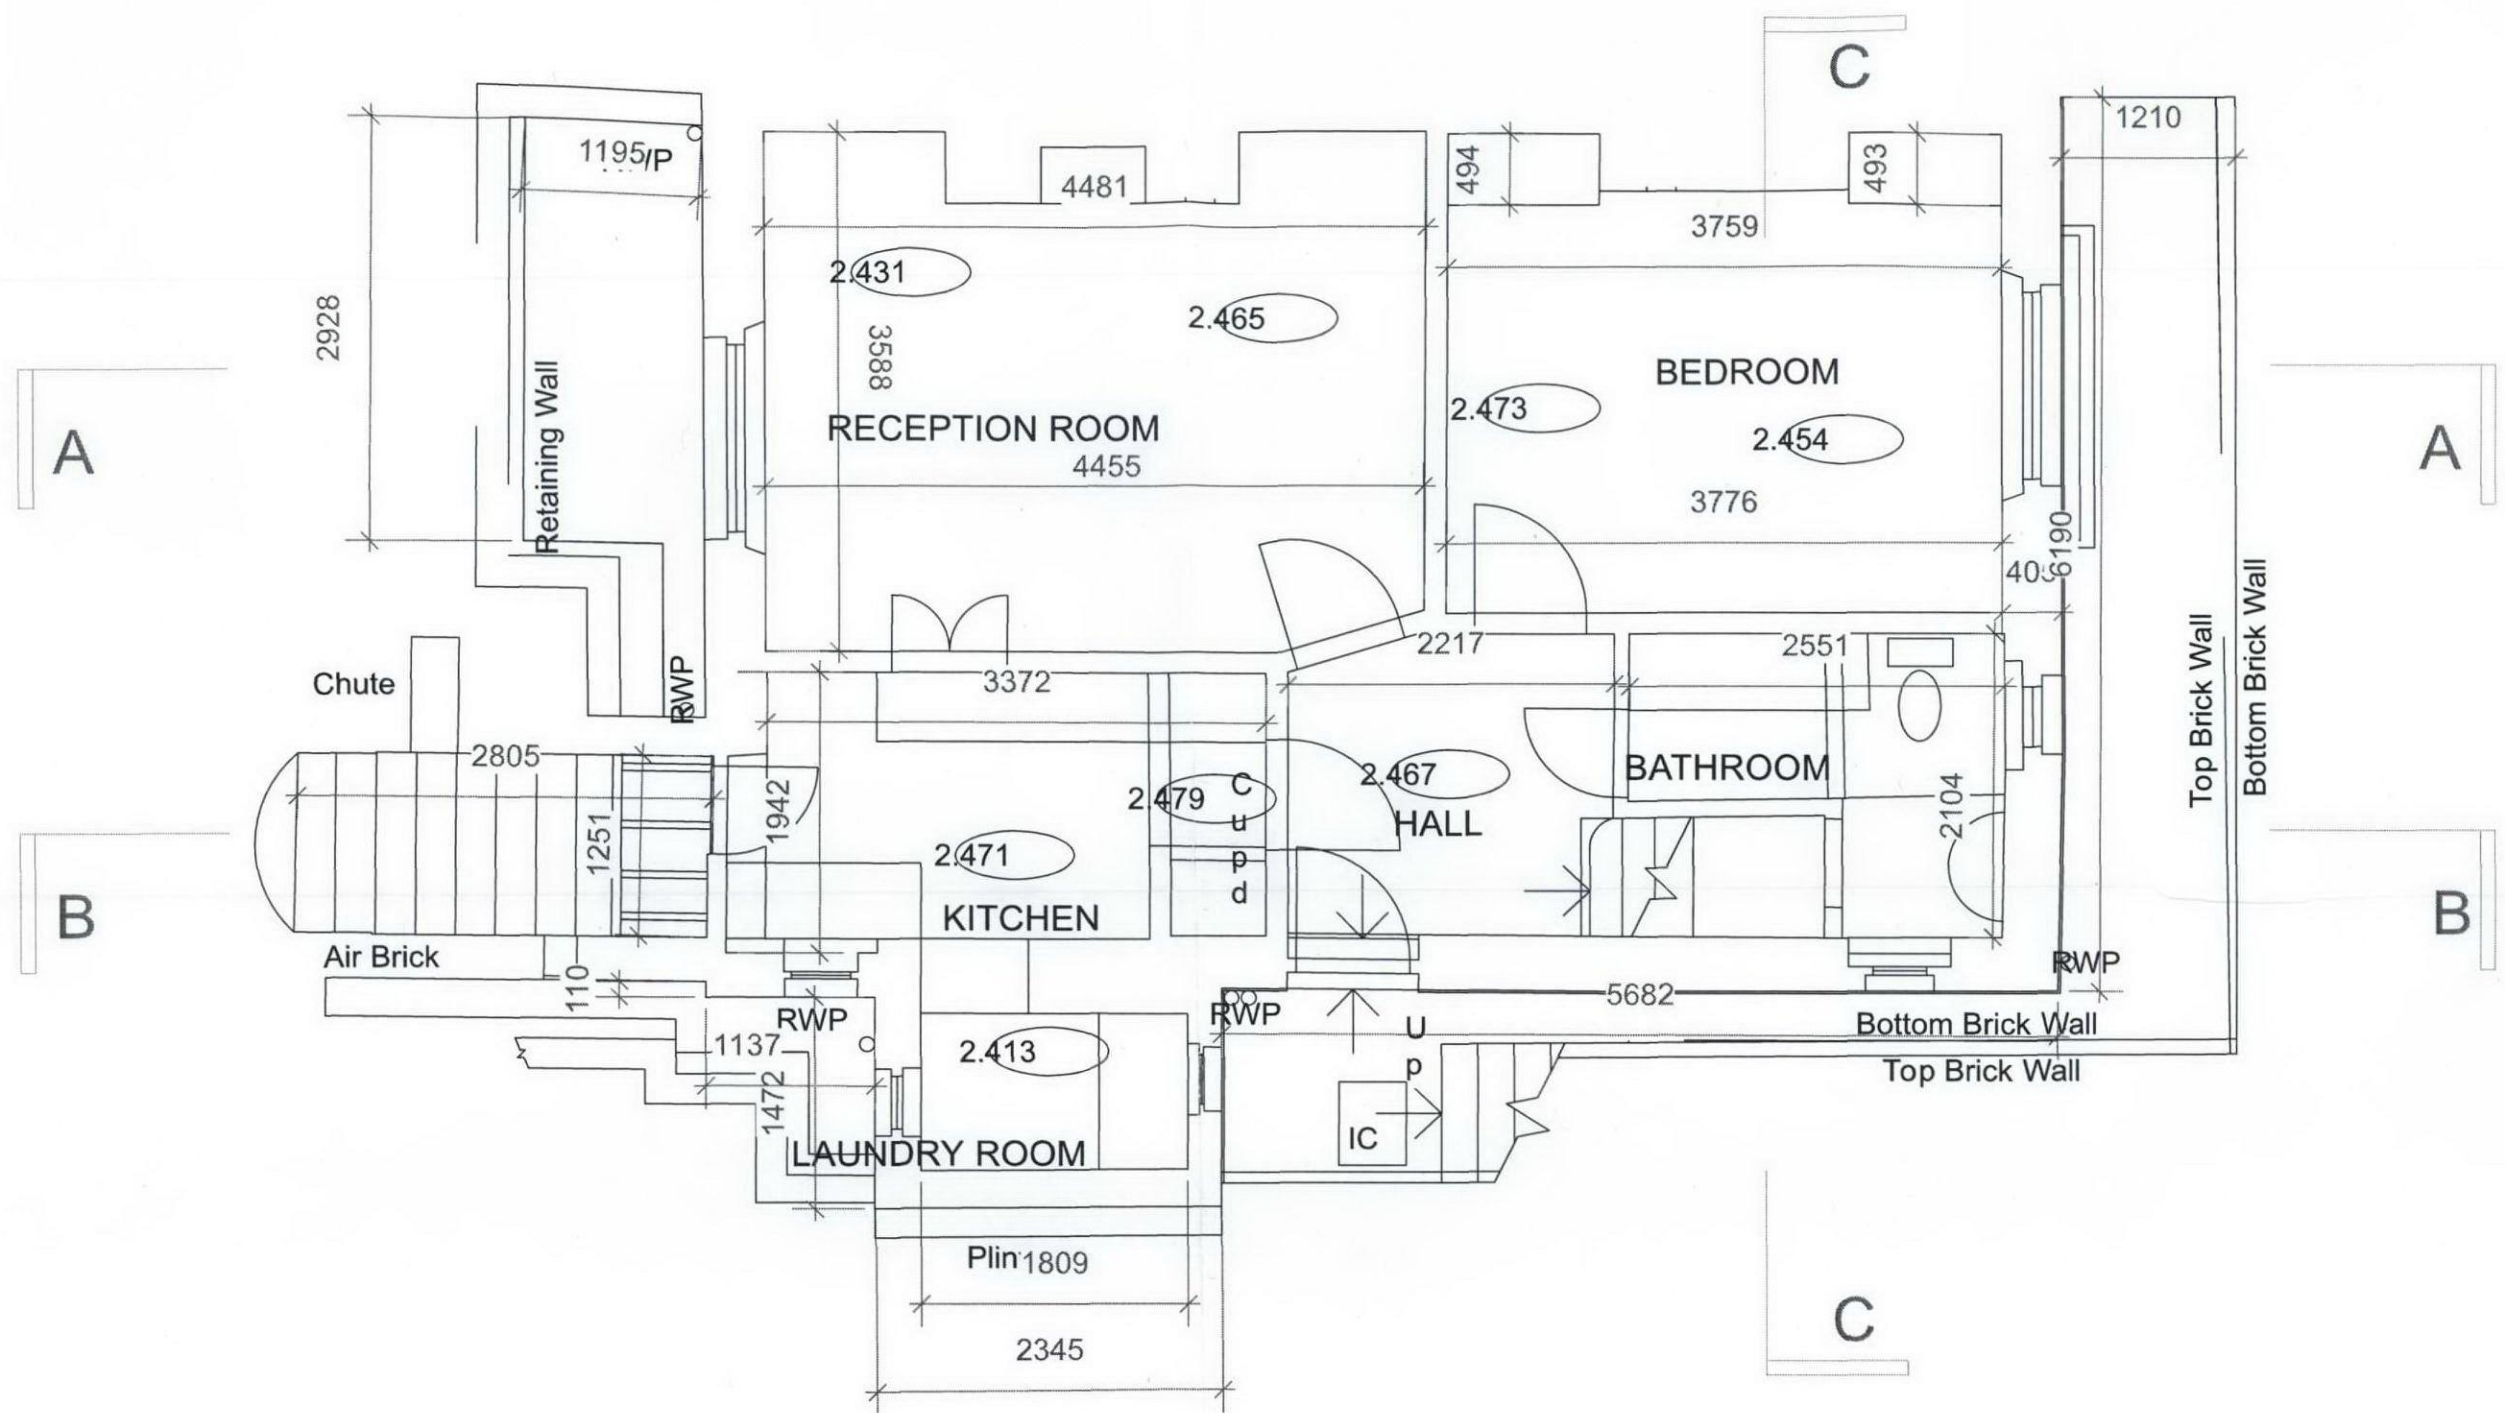 C
1210
1195/P
494
493
4481
3759
2.431
2.465
2928
3588
BEDROOM
RECEPTION ROOM
2.473
2.454
A
A
4455
3776
Retaining Wall
6190
2217
2551
3372
Chute
RWP
Top Brick Wall
Bottom Brick Wall
2805
1251
1942
2.479
Cupd
2.467
HALL
BATHROOM
2104
2.471
KITCHEN
B
B
Air Brick
110
RWP
RWP
RWP
5682
Up
Bottom Brick Wall
Top Brick Wall
1137
1472
2.413
IC
LAUNDRY ROOM
1809
2345
C